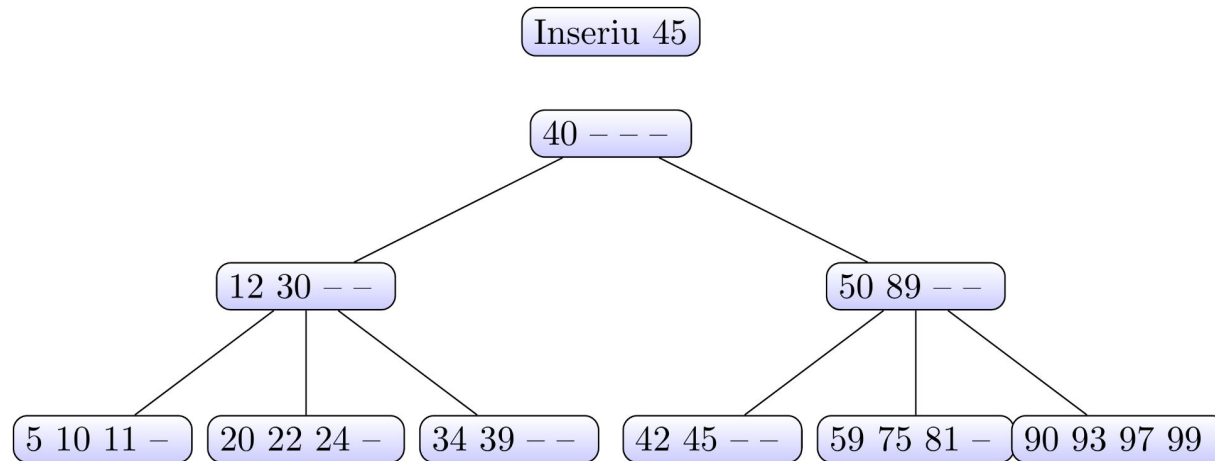 Inseriu 45
40 – – –
12 30 – –
50 89 – –
5 10 11 –
20 22 24 –
34 39 – –
42 45 – –
59 75 81 –
90 93 97 99